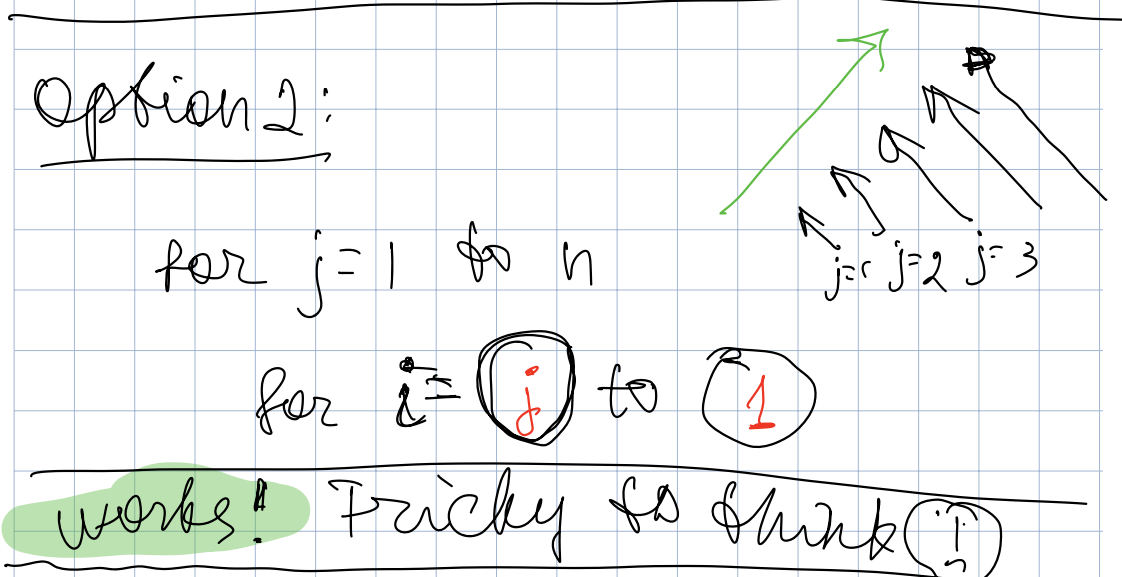 Option 2:
j=1 j=2 j=3
for j=1 to n
for i= j to 1
works! Tricky to think